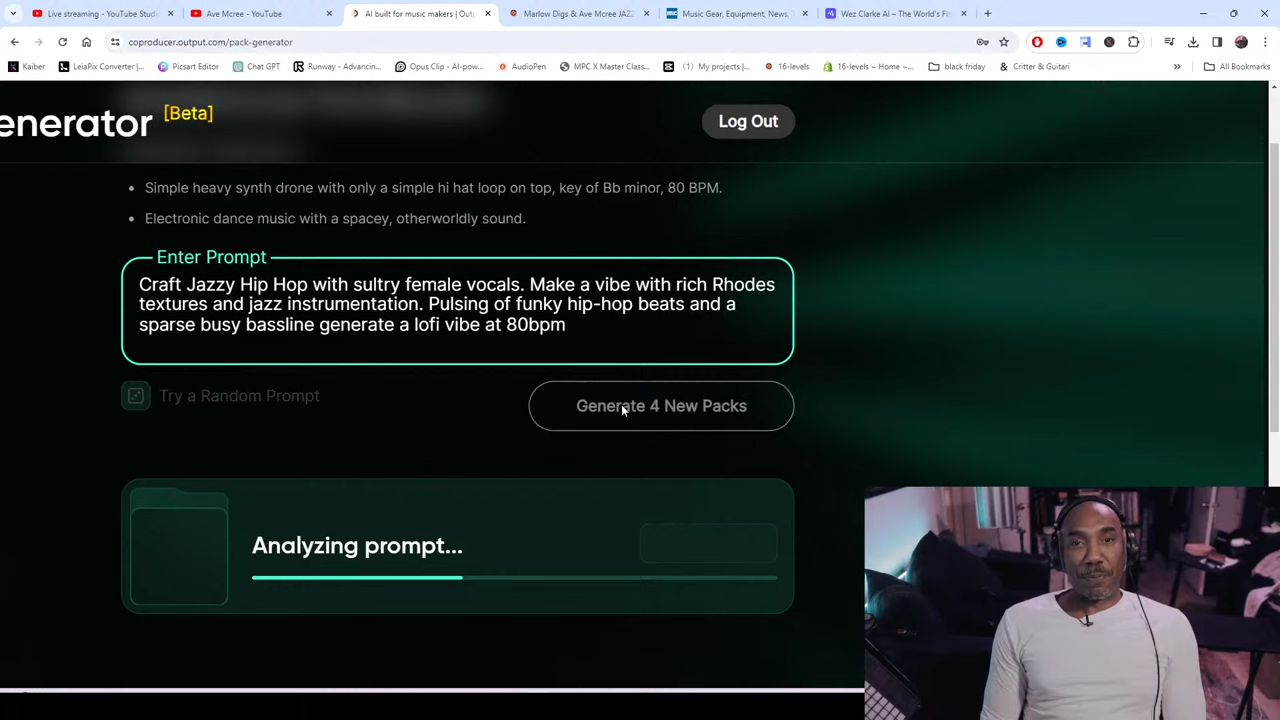 Live streaming - YouTube Studi
Ave Mcree - YouTube
AI built for music makers | Outp
Marlow Digs & Ave Mcree JAZZ
Music Gear, Equipment, News, T
Wez Clarke AI – The World's Fi
coproducer.output.com/pack-generator
Kaiber
LeiaPix Converter |...
Picsart Editor
Chat GPT
Runway - Advancin...
Opus Clip - AI-pow...
AudioPen
MPC X Master Class...
(1) My projects |...
16-levels
16-levels ~ One~...
black friday
Critter & Guitari
All Bookmarks
enerator [Beta]
Log Out
• Simple heavy synth drone with only a simple hi hat loop on top, key of Bb minor, 80 BPM.
• Electronic dance music with a spacey, otherworldly sound.
Enter Prompt
Craft Jazzy Hip Hop with sultry female vocals. Make a vibe with rich Rhodes
textures and jazz instrumentation. Pulsing of funky hip-hop beats and a
sparse busy bassline generate a lofi vibe at 80bpm
Try a Random Prompt
Generate 4 New Packs
Analyzing prompt...